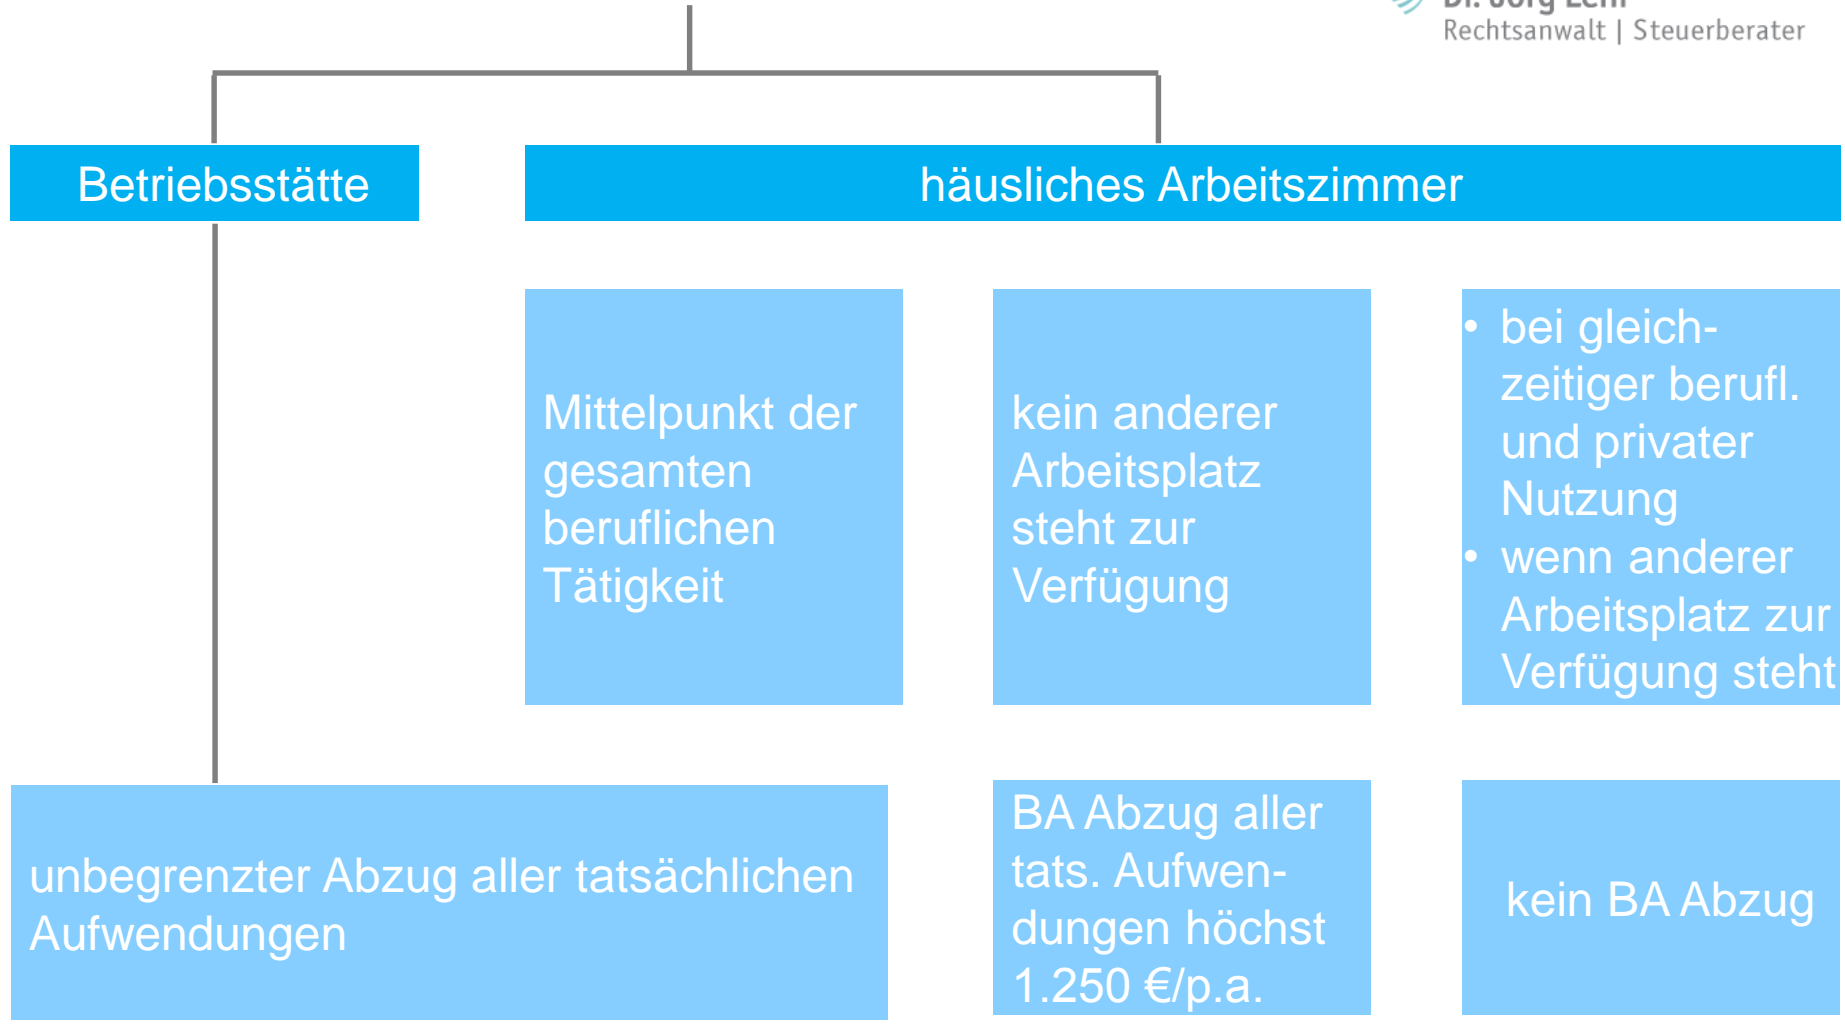 Rechtsanwalt | Steuerberater
Betriebsstätte
häusliches Arbeitszimmer
Mittelpunkt der
gesamten
beruflichen
Tätigkeit
kein anderer
Arbeitsplatz
steht zur
Verfügung
• bei gleich-
zeitiger berufl.
und privater
Nutzung
• wenn anderer
Arbeitsplatz zur
Verfügung steht
unbegrenzter Abzug aller tatsächlichen
Aufwendungen
BA Abzug aller
tats. Aufwen-
dungen höchst
1.250 €/p.a.
kein BA Abzug